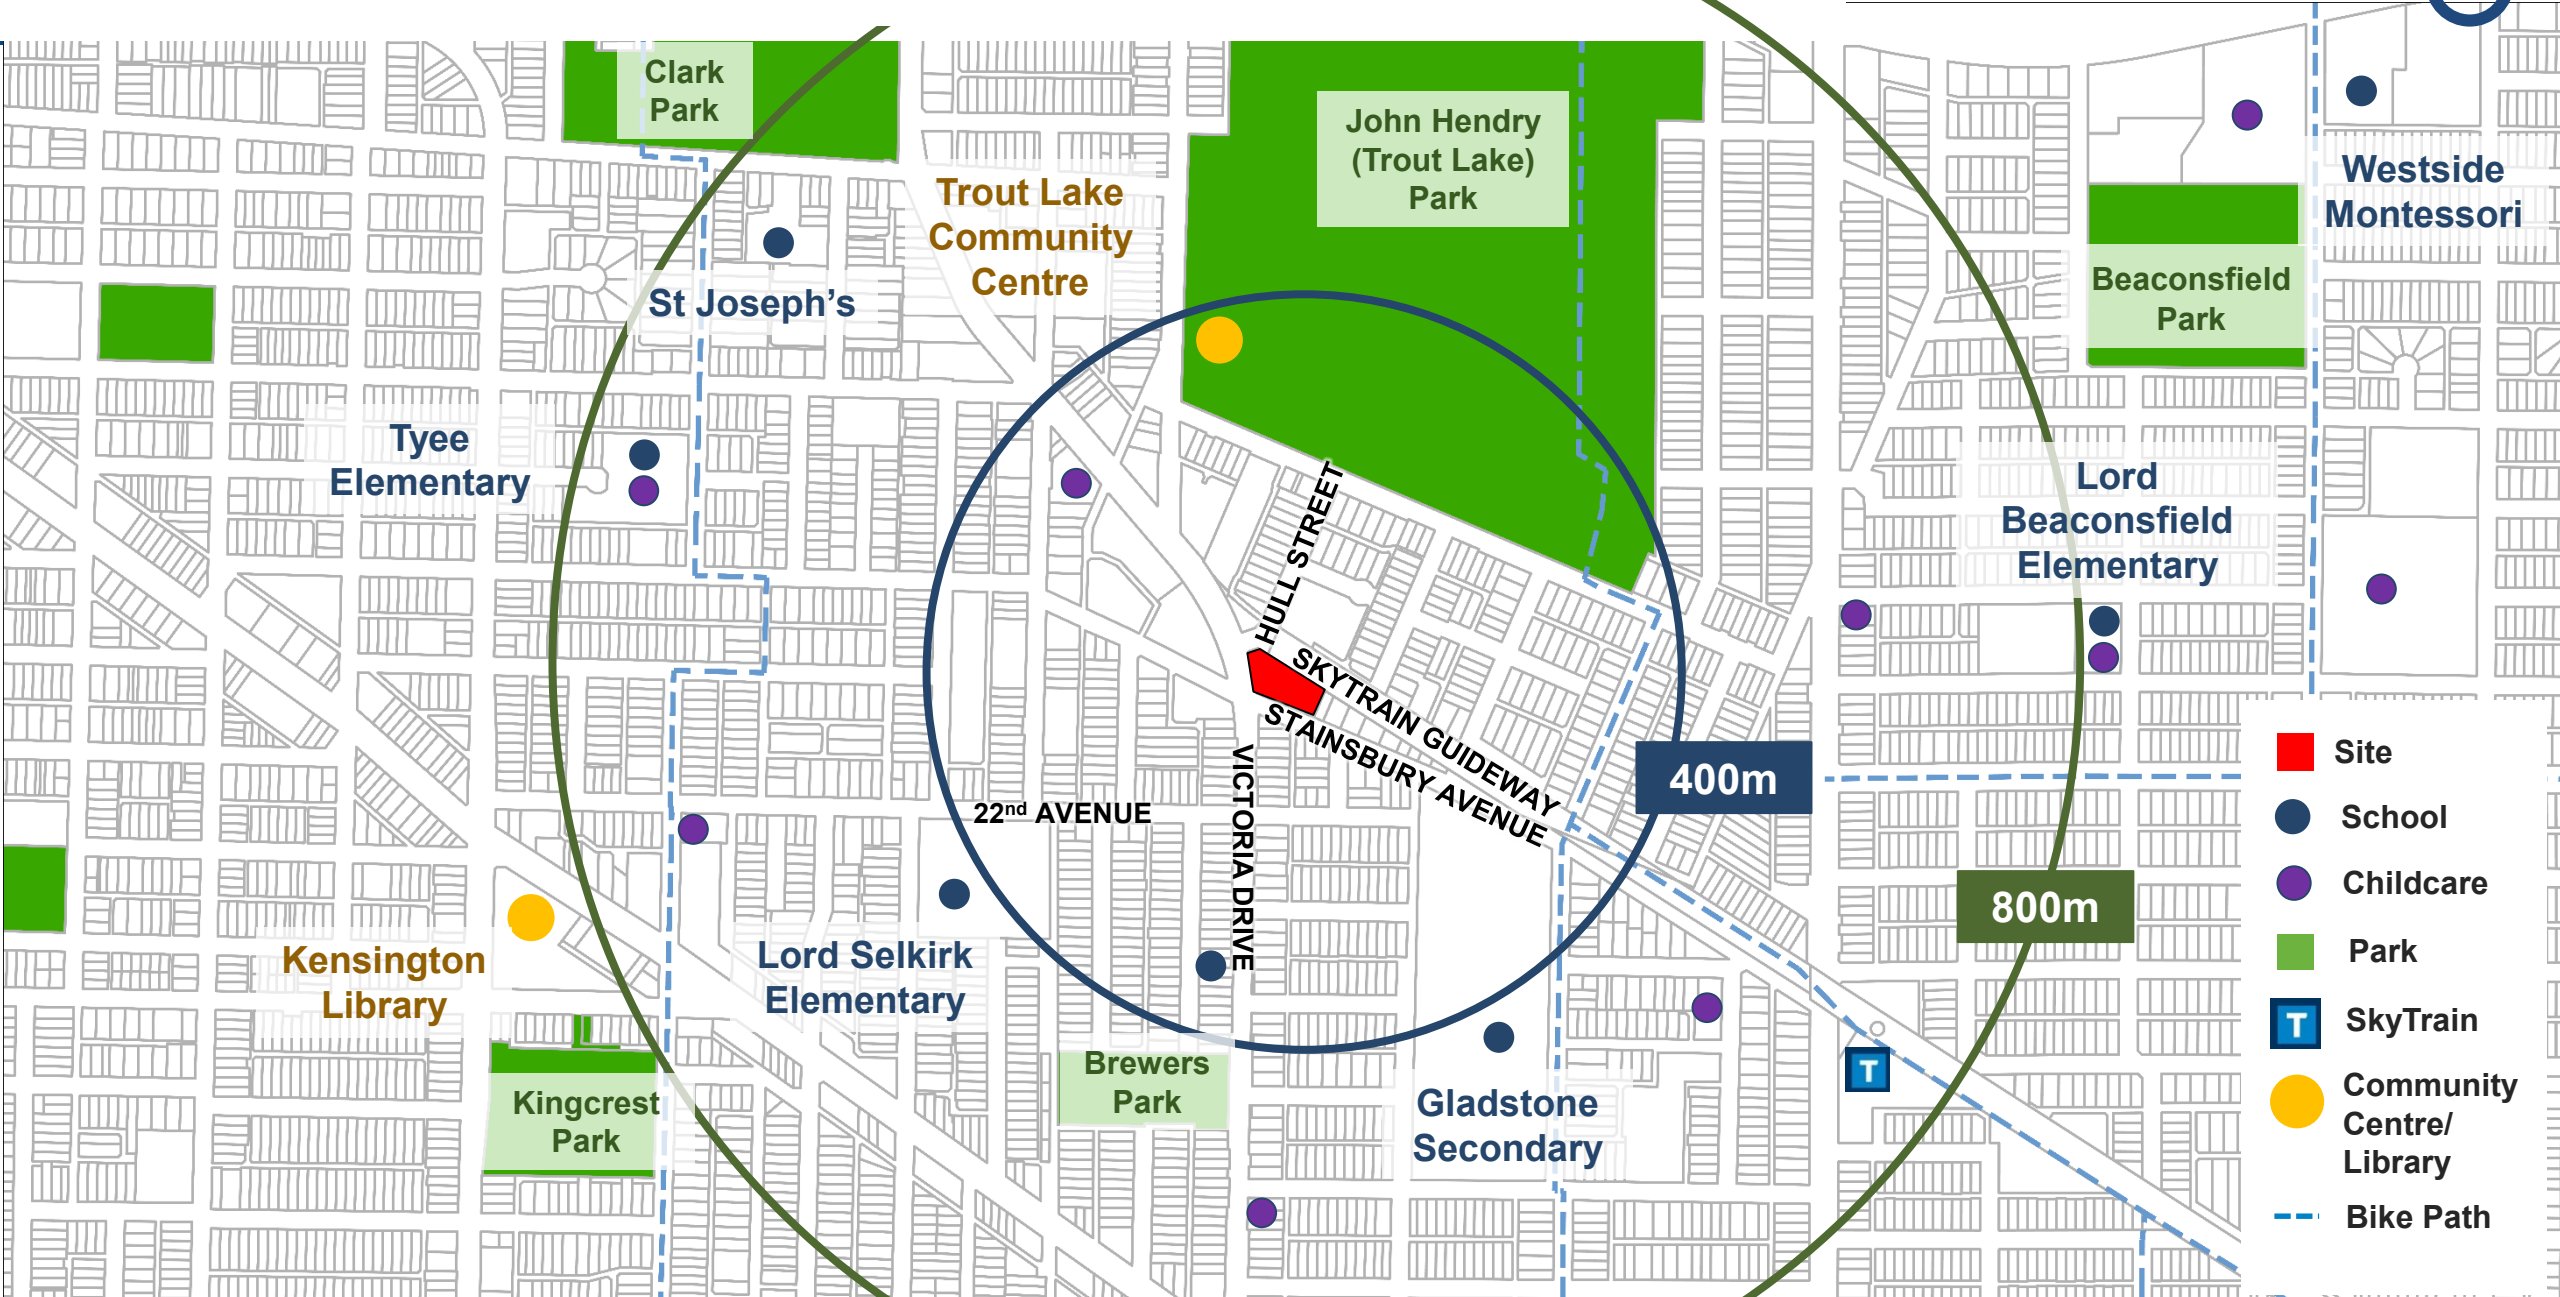 Clark
Park
John Hendry
(Trout Lake)
Park
Trout Lake
Community
Centre
Westside
Montessori
St Joseph’s
Beaconsfield
Park
Tyee
Elementary
Lord
Beaconsfield
Elementary
HULL STREET
SKYTRAIN GUIDEWAY
STAINSBURY AVENUE
VICTORIA DRIVE
22nd AVENUE
400m
800m
Kensington
Library
Lord Selkirk
Elementary
Kingcrest
Park
Brewers
Park
Gladstone
Secondary
T
Site
School
Childcare
Park
T
SkyTrain
Community
Centre/
Library
Bike Path